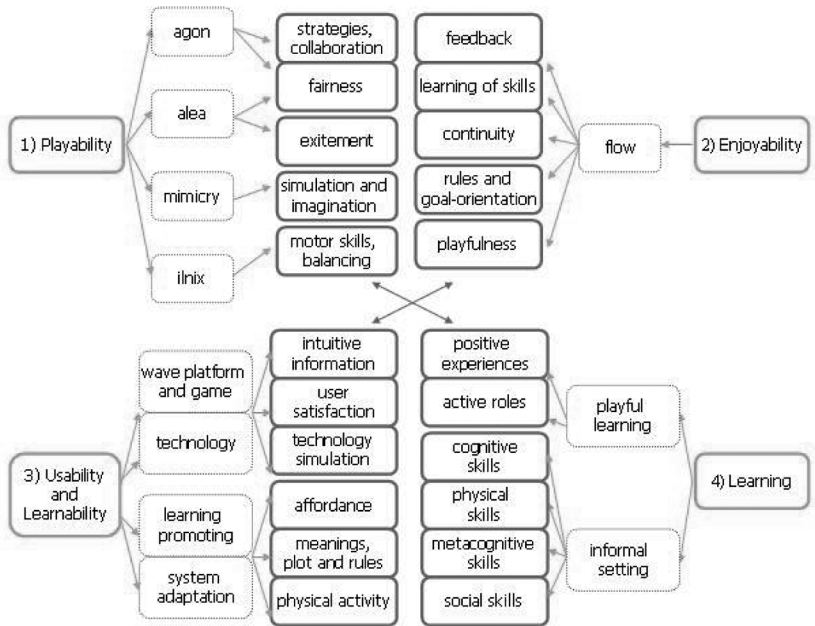 agon
strategies,
collaboration
feedback
fairness
learning of skills
1) Playability
alea
exitement
continuity
flow
2) Enjoyability
mimicry
simulation and
imagination
rules and
goal-orientation
ilnix
motor skills,
balancing
playfulness
wave platform
and game
intuitive
information
positive
experiences
user
satisfaction
active roles
playful
learning
technology
technology
simulation
cognitive
skills
3) Usability
and
Learnability
4) Learning
learning
promoting
affordance
physical
skills
meanings,
plot and rules
metacognitive
skills
informal
setting
system
adaptation
physical activity
social skills